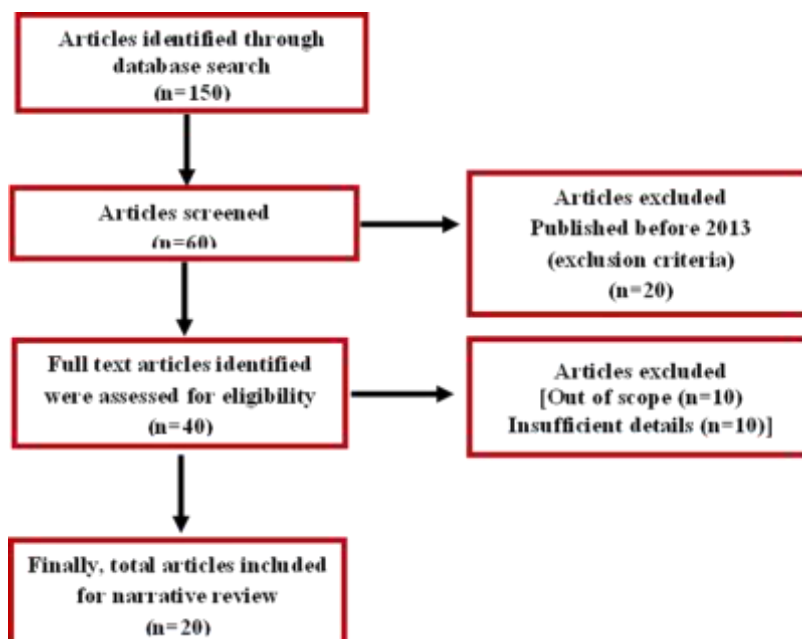 Articles identified through
database search
(n=150)
Articles screened
(n=60)
Articles excluded
Published before 2013
(exclusion criteria)
(n=20)
Full text articles identified
were assessed for eligibility
(n=40)
Articles excluded
[Out of scope (n=10)
Insufficient details (n=10)]
Finally, total articles included
for narrative review
(n=20)